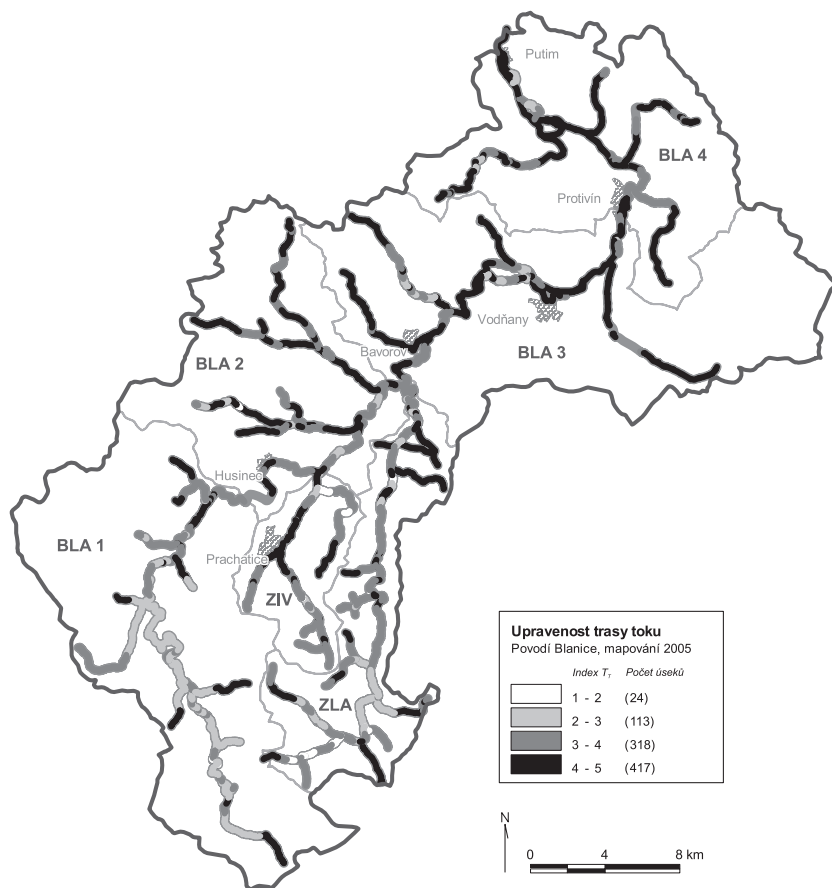 Putim
BLA 4
Protivín
Vodňany
BLA 3
Bavorov
BLA 2
Husinec
BLA 1
Prachatice
ZIV
ZLA
Upravenost trasy toku
Povodí Blanice, mapování 2005
Index T_T Počet úseků
1 - 2 (24)
2 - 3 (113)
3 - 4 (318)
4 - 5 (417)
N
0 4 8 km